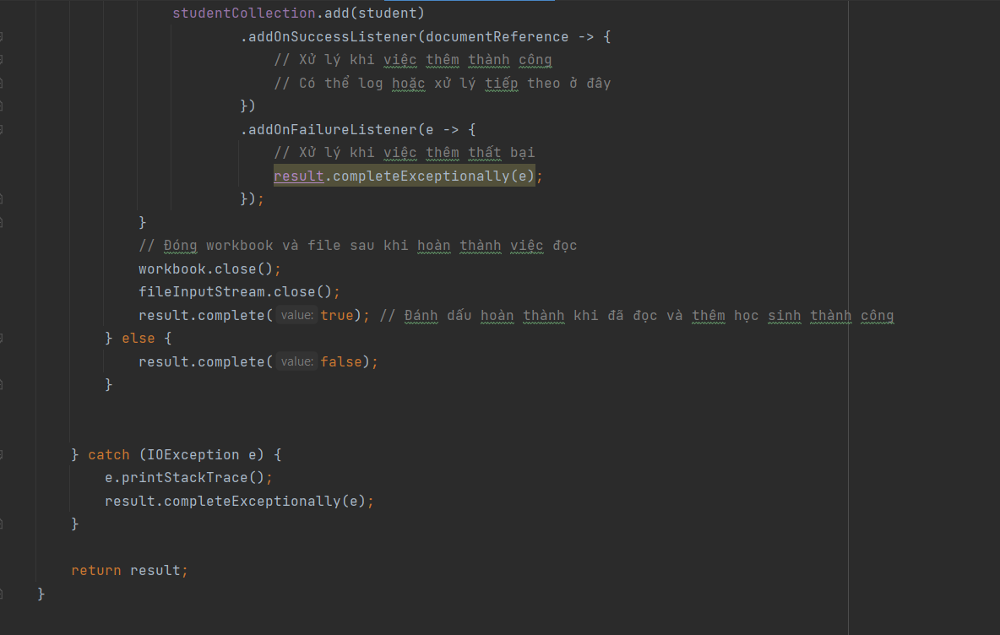 studentCollection.add(student)
.addOnSuccessListener(documentReference -> {
// Xử lý khi việc thêm thành công
// Có thể log hoặc xử lý tiếp theo ở đây
})
.addOnFailureListener(e -> {
// Xử lý khi việc thêm thất bại
result.completeExceptionally(e);
});
}
// Đóng workbook và file sau khi hoàn thành việc đọc
workbook.close();
fileInputStream.close();
result.complete( value: true); // Đánh dấu hoàn thành khi đã đọc và thêm học sinh thành công
} else {
result.complete( value: false);
}
} catch (IOException e) {
e.printStackTrace();
result.completeExceptionally(e);
}
return result;
}